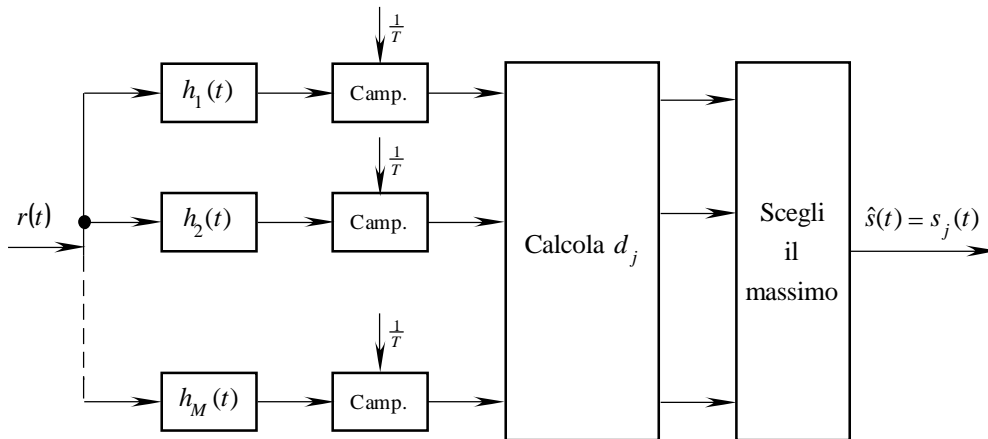 1/T
h_1(t)
Camp.
1/T
r(t)
h_2(t)
Camp.
Calcola d_j
Scegli
il
massimo
ŝ(t) = s_j(t)
1/T
h_M(t)
Camp.